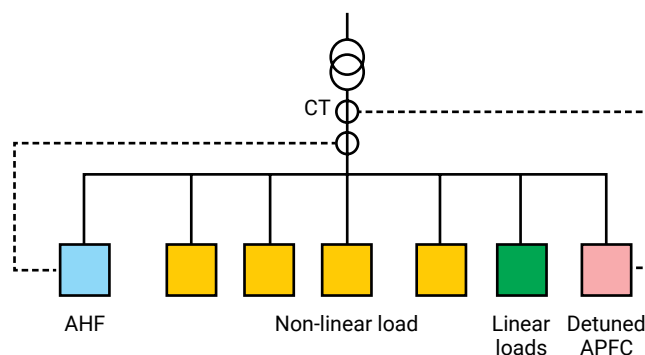 CT
AHF
Non-linear load
Linear
loads
Detuned
APFC